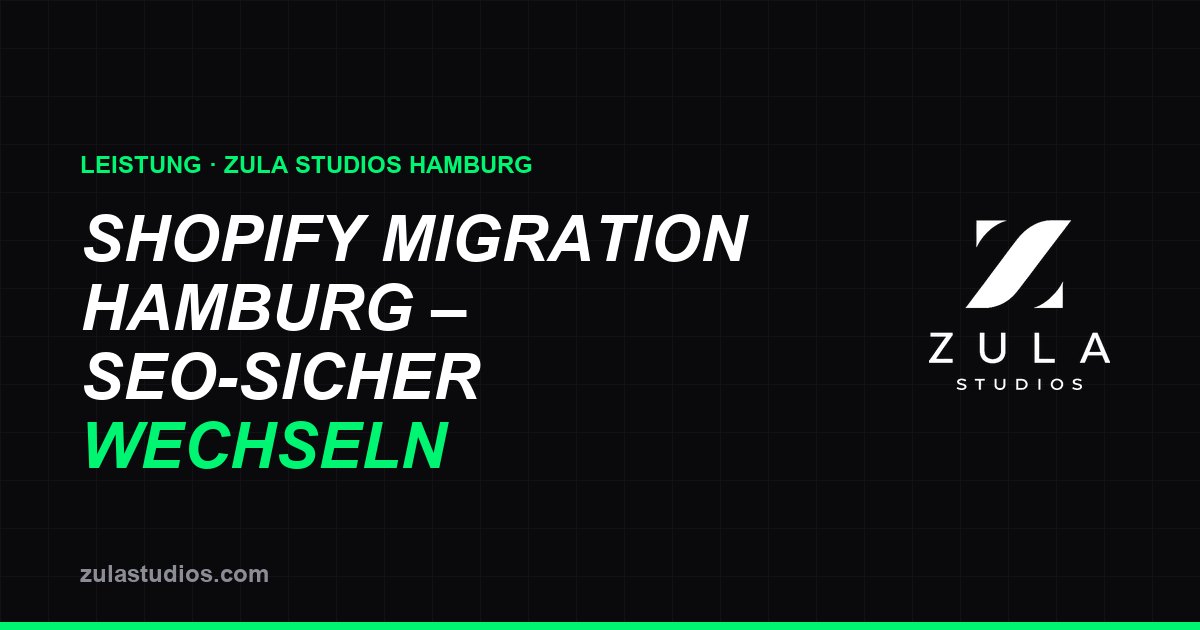 LEISTUNG · ZULA STUDIOS HAMBURG
SHOPIFY MIGRATION
HAMBURG –
SEO-SICHER
WECHSELN
ZULA
STUDIOS
zulastudios.com